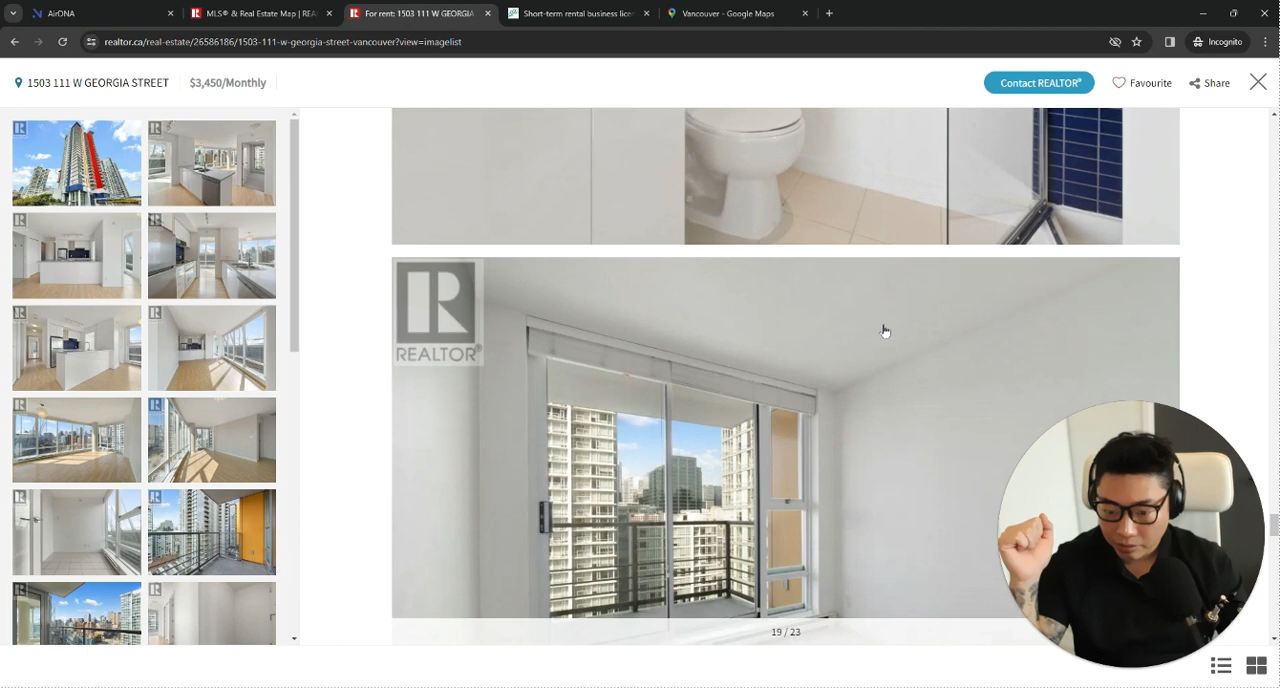 AirDNA
MLS® & Real Estate Map | REA
For rent: 1503 111 W GEORGIA
Short-term rental business licen
Vancouver - Google Maps
realtor.ca/real-estate/26586186/1503-111-w-georgia-street-vancouver?view=imagelist
Incognito
1503 111 W GEORGIA STREET
$3,450/Monthly
Contact REALTOR®
Favourite
Share
R
REALTOR®
19 / 23